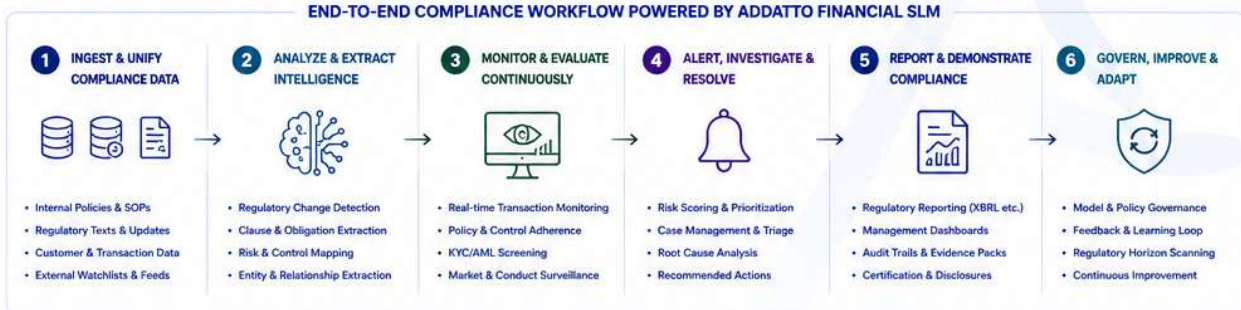 END-TO-END COMPLIANCE WORKFLOW POWERED BY ADDATTO FINANCIAL SLM
1
INGEST & UNIFY
COMPLIANCE DATA
• Internal Policies & SOPs
• Regulatory Texts & Updates
• Customer & Transaction Data
• External Watchlists & Feeds
2
ANALYZE & EXTRACT
INTELLIGENCE
• Regulatory Change Detection
• Clause & Obligation Extraction
• Risk & Control Mapping
• Entity & Relationship Extraction
3
MONITOR & EVALUATE
CONTINUOUSLY
• Real-time Transaction Monitoring
• Policy & Control Adherence
• KYC/AML Screening
• Market & Conduct Surveillance
4
ALERT, INVESTIGATE &
RESOLVE
• Risk Scoring & Prioritization
• Case Management & Triage
• Root Cause Analysis
• Recommended Actions
5
REPORT & DEMONSTRATE
COMPLIANCE
• Regulatory Reporting (XBRL etc.)
• Management Dashboards
• Audit Trails & Evidence Packs
• Certification & Disclosures
6
GOVERN, IMPROVE &
ADAPT
• Model & Policy Governance
• Feedback & Learning Loop
• Regulatory Horizon Scanning
• Continuous Improvement